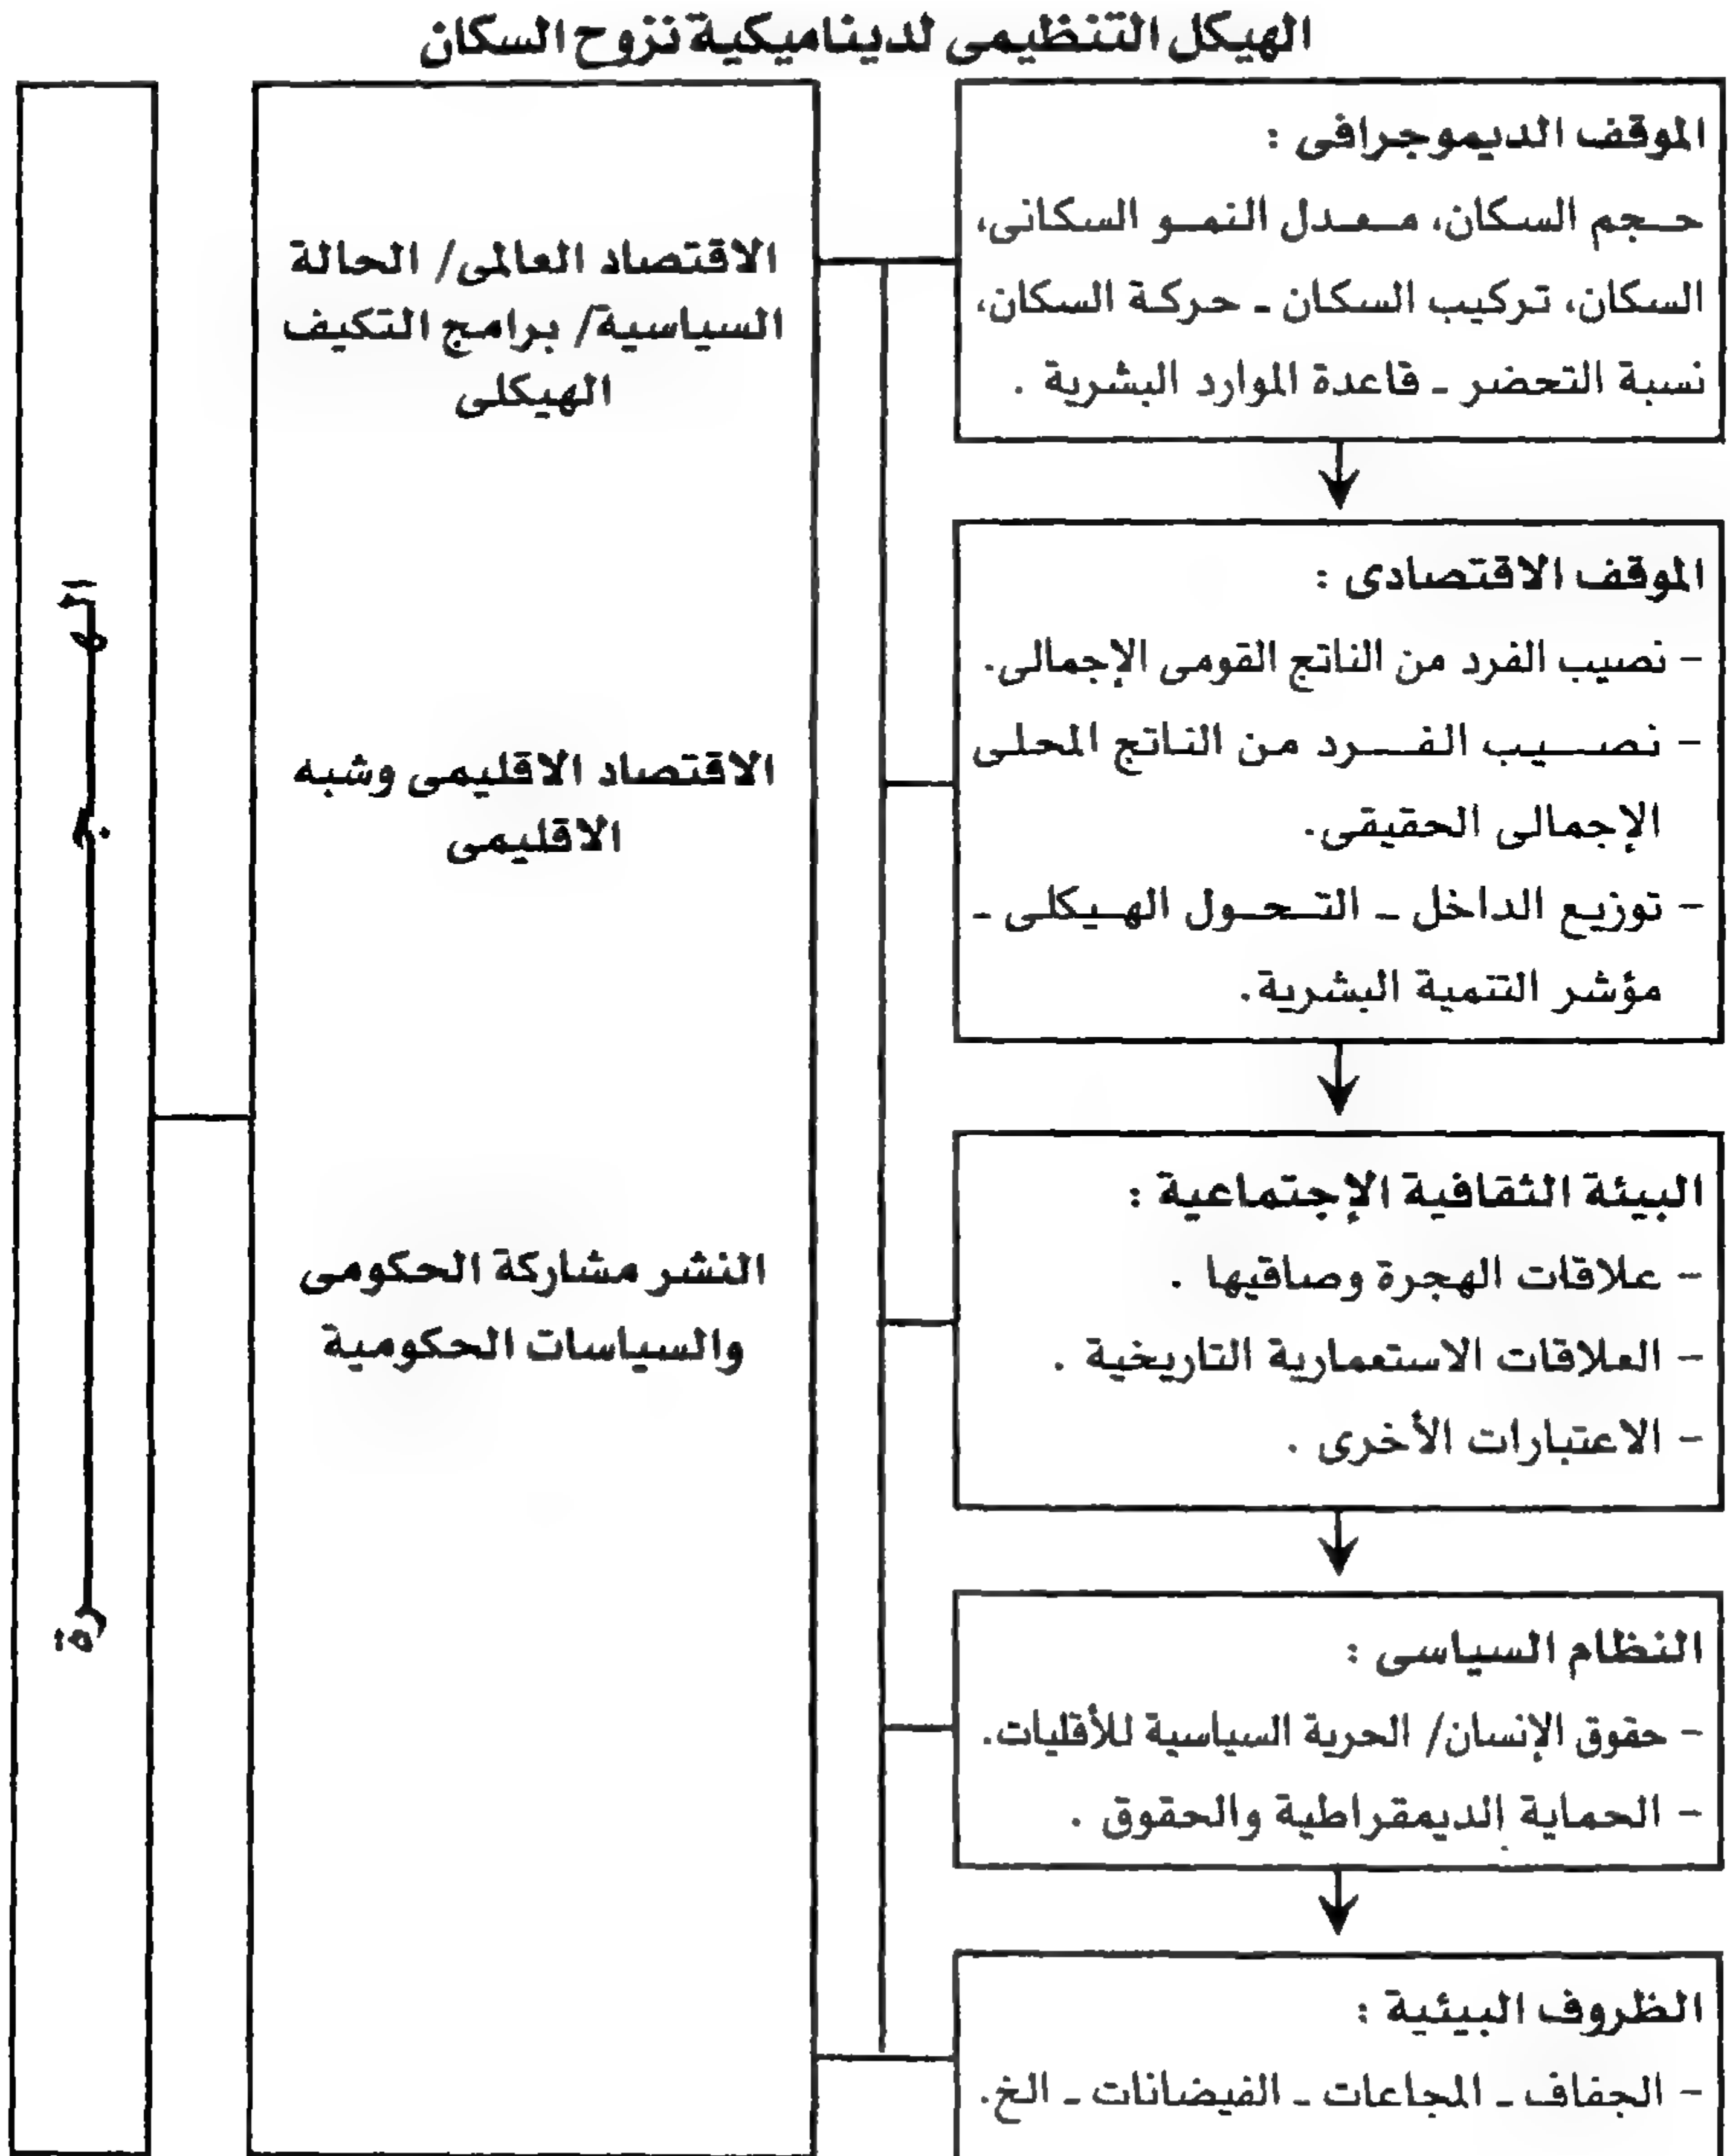 الهيكل التنظيمى لديناميكية نزوح السكان
الموقف الديموجرافى :
حجم السكان، معدل النمو السكانى،
السكان، تركيب السكان - حركة السكان،
نسبة التحضر - قاعدة الموارد البشرية .
الموقف الاقتصادى :
- نصيب الفرد من الناتج القومى الإجمالى.
- نصيب الفرد من الناتج المحلى
الإجمالى الحقيقى.
- توزيع الداخل - التحول الهيكلى -
مؤشر التنمية البشرية.
البيئة الثقافية الإجتماعية :
- علاقات الهجرة وصاقيها .
- العلاقات الاستعمارية التاريخية .
- الاعتبارات الأخرى .
النظام السياسى :
- حقوق الإنسان/ الحرية السياسية للأقليات.
- الحماية الديمقراطية والحقوق .
الظروف البيئية :
- الجفاف - المجاعات - الفيضانات - الخ.
الاقتصاد العالمى/ الحالة
السياسية/ برامج التكيف
الهيكلى
الاقتصاد الاقليمى وشبه
الاقليمى
النشر مشاركة الحكومى
والسياسات الحكومية
الهجرة